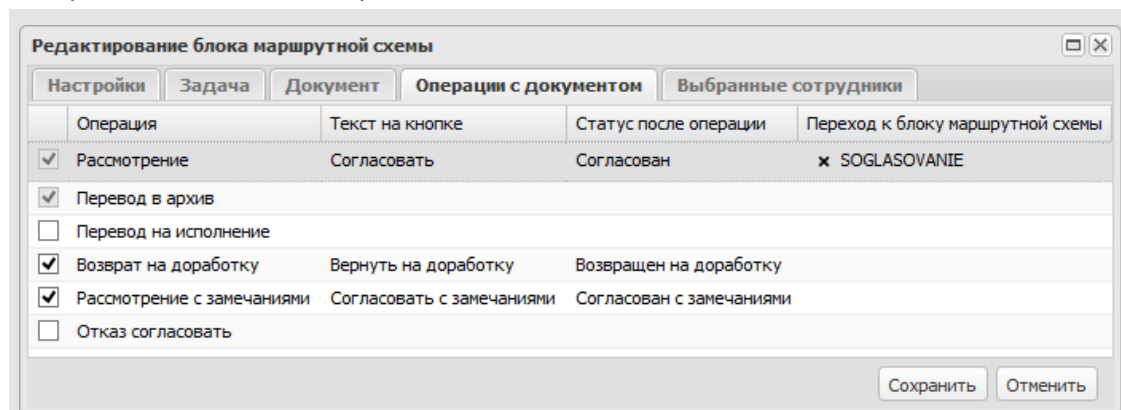 Редактирование блока маршрутной схемы
Настройки Задача Документ Операции с документом Выбранные сотрудники
Операция Текст на кнопке Статус после операции Переход к блоку маршрутной схемы
Рассмотрение Согласовать Согласован × SOGLASOVANIE
Перевод в архив
Перевод на исполнение
Возврат на доработку Вернуть на доработку Возвращен на доработку
Рассмотрение с замечаниями Согласовать с замечаниями Согласован с замечаниями
Отказ согласовать
Сохранить Отменить